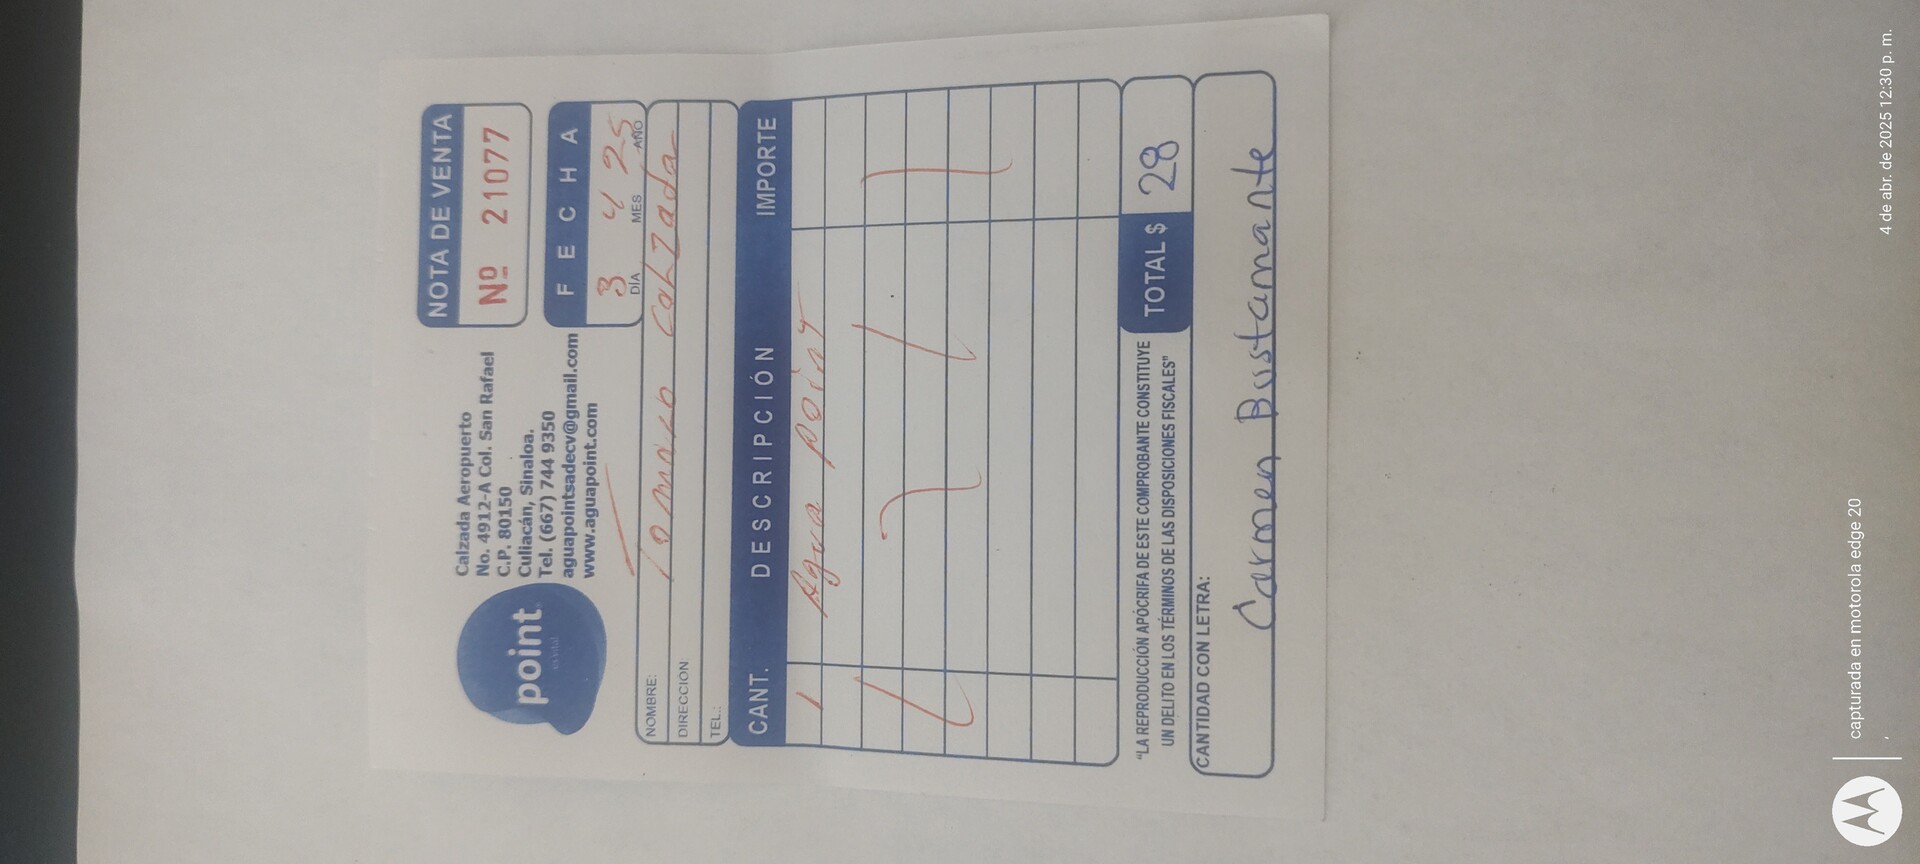 point
es vital
Calzada Aeropuerto
No. 4912-A Col. San Rafael
C.P. 80150
Culiacán, Sinaloa.
Tel. (667) 744 9350
aguapointsadecv@gmail.com
www.aguapoint.com
NOTA DE VENTA
Nº 21077
FECHA
3 4 25
DÍA MES AÑO
NOMBRE: Calzada
DIRECCION:
TEL.:
CANT. DESCRIPCIÓN IMPORTE
1 Agua point
"LA REPRODUCCIÓN APÓCRIFA DE ESTE COMPROBANTE CONSTITUYE
UN DELITO EN LOS TÉRMINOS DE LAS DISPOSICIONES FISCALES"
TOTAL $ 28
CANTIDAD CON LETRA:
Carmen Bustamante
capturada en motorola edge 20
,
4 de abr. de 2025 12:30 p. m.